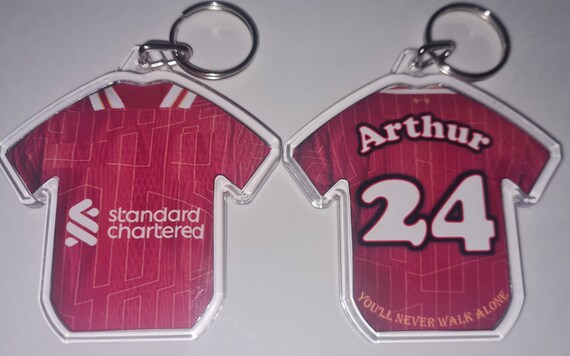 standard
chartered
Arthur
24
YOU'LL NEVER WALK ALONE